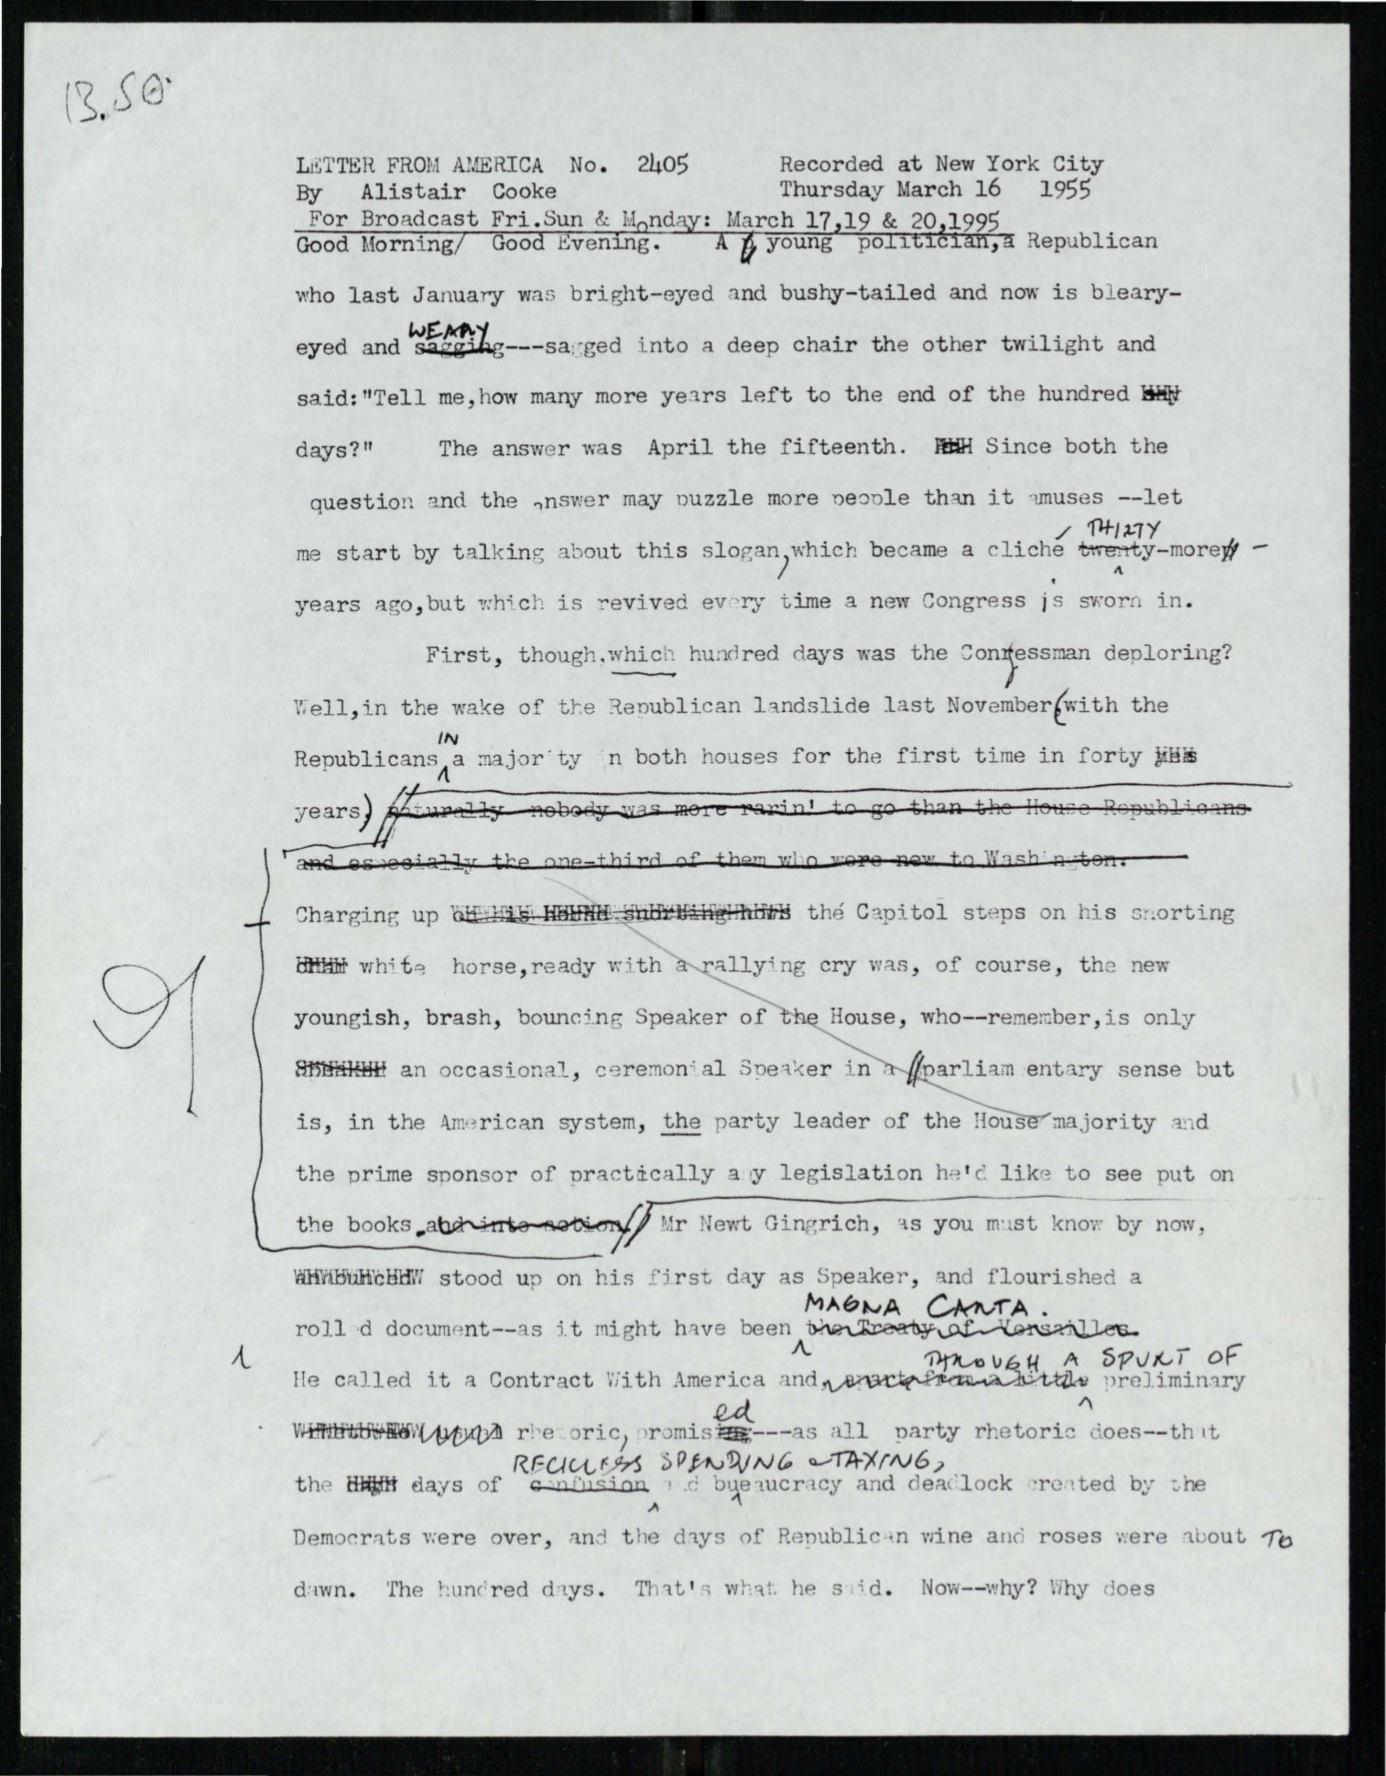 13.50
LETTER FROM AMERICA No. 2405 Recorded at New York City
By Alistair Cooke Thursday March 16 1955
For Broadcast Fri.Sun & Monday: March 17,19 & 20,1995
Good Morning/ Good Evening. A young politician,a Republican
who last January was bright-eyed and bushy-tailed and now is bleary-
WEARY
eyed and sagging---sagged into a deep chair the other twilight and
said:"Tell me,how many more years left to the end of the hundred
days?" The answer was April the fifteenth. Since both the
question and the answer may puzzle more people than it amuses --let
THIRTY
me start by talking about this slogan,which became a cliché twenty-more-
years ago,but which is revived every time a new Congress is sworn in.
First, though,which hundred days was the Congressman deploring?
Well,in the wake of the Republican landslide last November(with the
IN
Republicans a majority in both houses for the first time in forty
years) naturally nobody was more rarin' to go than the House Republicans
and especially the one-third of them who were new to Washington.
Charging up the Capitol steps on his snorting
white horse,ready with a rallying cry was, of course, the new
youngish, brash, bouncing Speaker of the House, who--remember,is only
an occasional, ceremonial Speaker in a parliam entary sense but
is, in the American system, the party leader of the House majority and
the prime sponsor of practically any legislation he'd like to see put on
the books. and into action Mr Newt Gingrich, as you must know by now,
announced stood up on his first day as Speaker, and flourished a
MAGNA CARTA.
rolled document--as it might have been the Treaty of Versailles.
THROUGH A SPURT OF
He called it a Contract With America and, apart from a little preliminary
ed
usual rhetoric, promising---as all party rhetoric does--that
RECKLESS SPENDING & TAXING,
the days of confusion and bueaucracy and deadlock created by the
Democrats were over, and the days of Republican wine and roses were about TO
dawn. The hundred days. That's what he said. Now--why? Why does